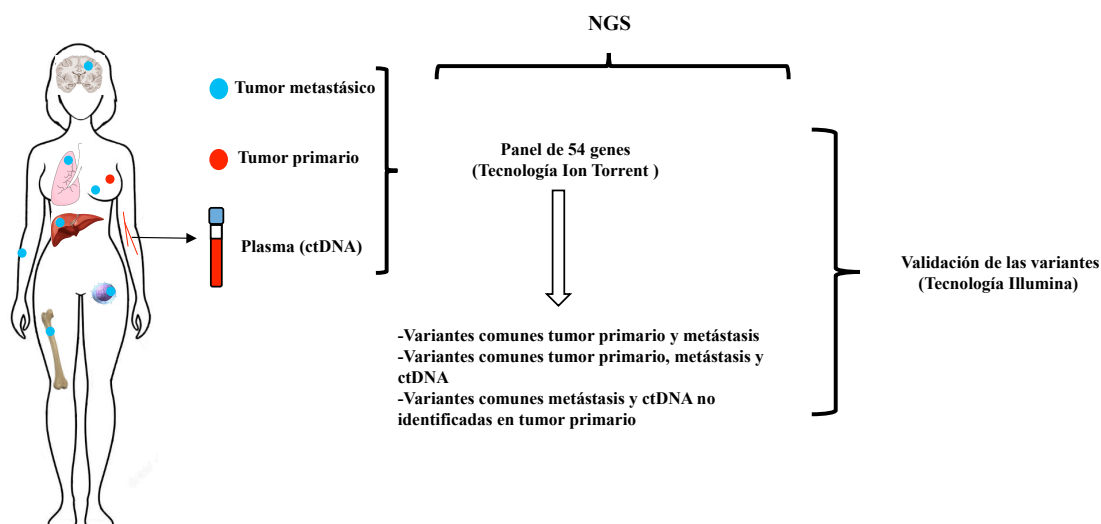 NGS
Tumor metastásico
Tumor primario
Plasma (ctDNA)
Panel de 54 genes
(Tecnología Ion Torrent )
-Variantes comunes tumor primario y metástasis
-Variantes comunes tumor primario, metástasis y
ctDNA
-Variantes comunes metástasis y ctDNA no
identificadas en tumor primario
Validación de las variantes
(Tecnología Illumina)